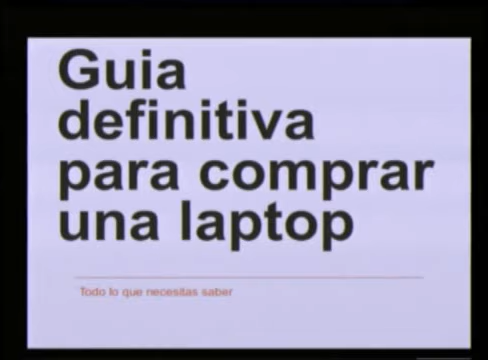 Guia
definitiva
para comprar
una laptop
Todo lo que necesitas saber